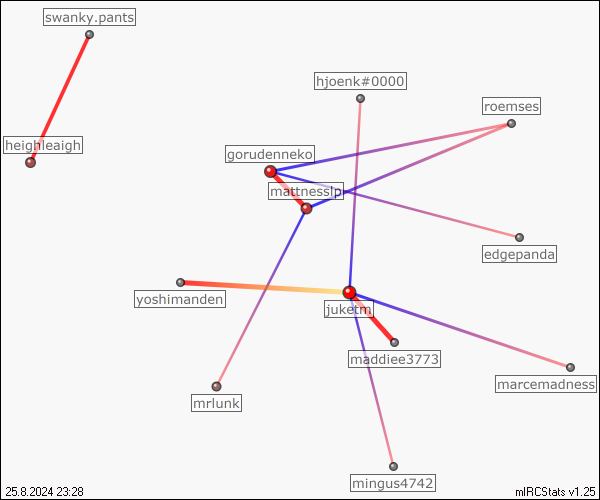 swanky.pants
hjoenk#0000
roemses
heighleaigh
gorudenneko
mattnesslp
edgepanda
yoshimanden
juketm
maddiee3773
marcemadness
mrlunk
mingus4742
25.8.2024 23:28
mIRCStats v1.25